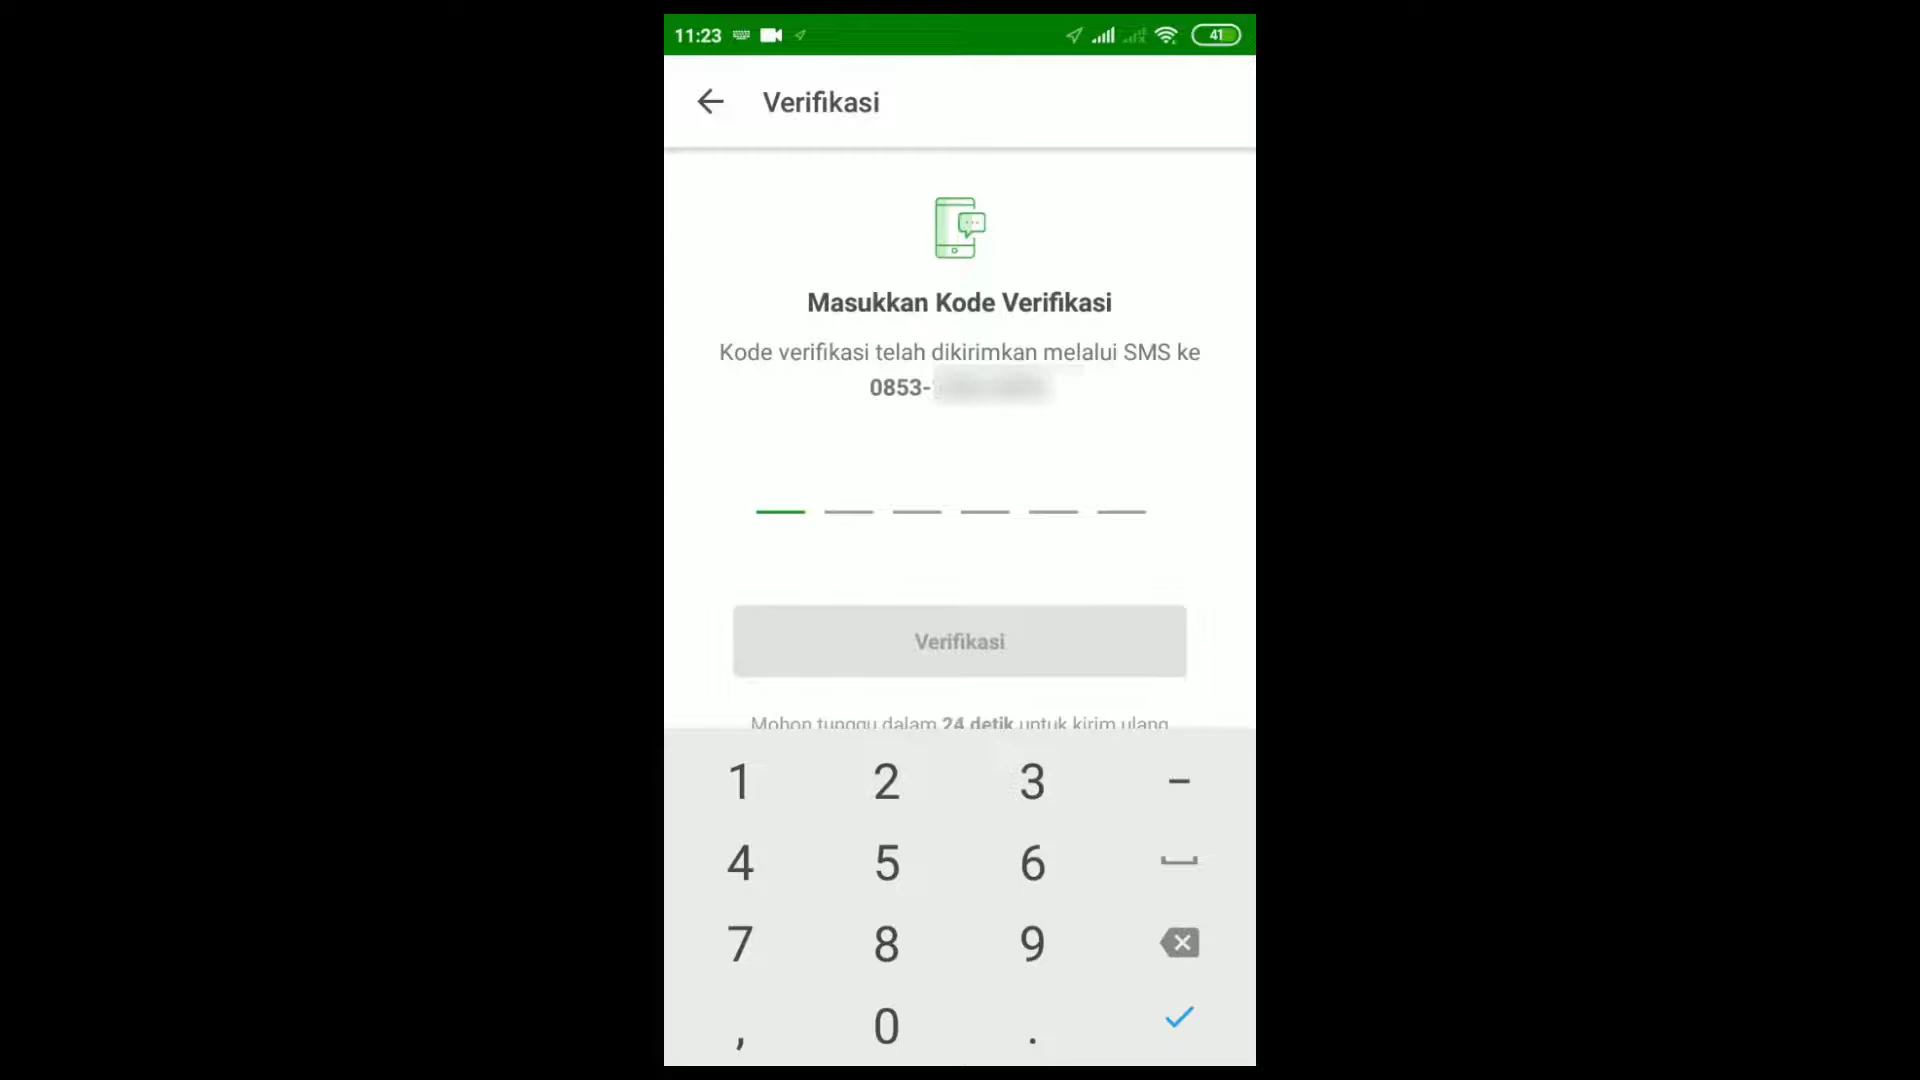 11:23
41
Verifikasi
Masukkan Kode Verifikasi
Kode verifikasi telah dikirimkan melalui SMS ke
0853-
Verifikasi
Mohon tunggu dalam 24 detik untuk kirim ulang
1 2 3 -
4 5 6
7 8 9
, 0 .